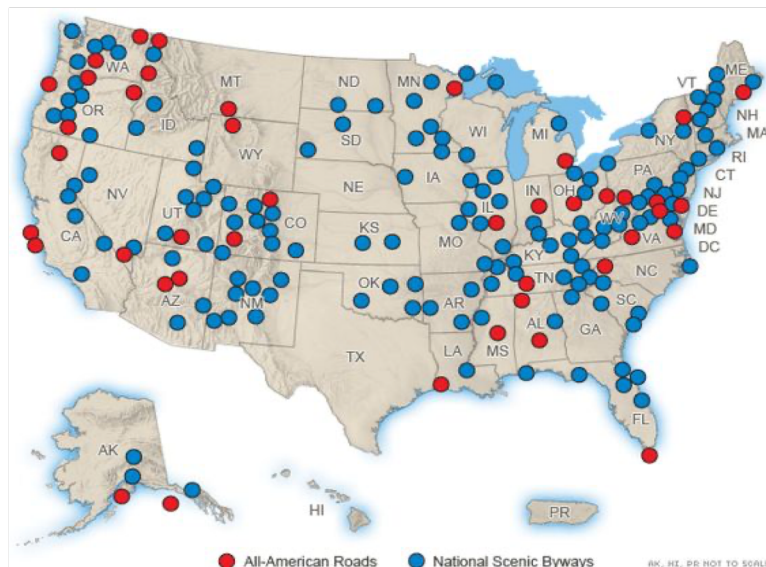 WA
MT
ND
MN
VT
ME
OR
ID
SD
WI
MI
NY
NH
MA
WY
RI
CT
NV
NE
IA
PA
NJ
UT
IL
IN
OH
DE
CA
CO
WV
MD
KS
MO
VA
DC
KY
AZ
NM
OK
AR
TN
NC
SC
TX
LA
MS
AL
GA
FL
AK
HI
PR
All-American Roads
National Scenic Byways
AK, HI, PR NOT TO SCALE